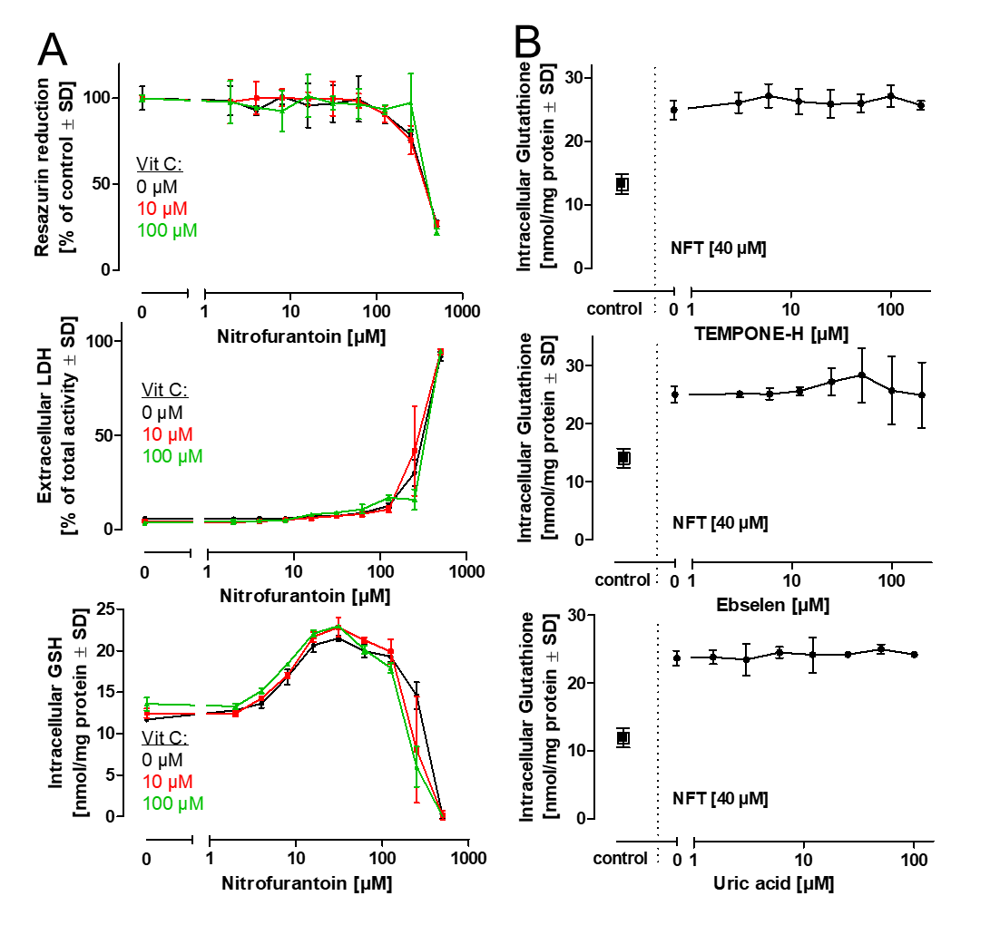 A
Resazurin reduction
[% of control ± SD]
100
50
0
Vit C:
0 µM
10 µM
100 µM
0 1 10 100 1000
Nitrofurantoin [µM]
Extracellular LDH
[% of total activity ± SD]
100
50
0
Vit C:
0 µM
10 µM
100 µM
0 1 10 100 1000
Nitrofurantoin [µM]
Intracellular GSH
[nmol/mg protein ± SD]
25
20
15
10
5
0
Vit C:
0 µM
10 µM
100 µM
0 1 10 100 1000
Nitrofurantoin [µM]
B
Intracellular Glutathione
[nmol/mg protein ± SD]
30
20
10
0
NFT [40 µM]
control 0 1 10 100
TEMPONE-H [µM]
Intracellular Glutathione
[nmol/mg protein ± SD]
30
20
10
0
NFT [40 µM]
control 0 1 10 100
Ebselen [µM]
Intracellular Glutathione
[nmol/mg protein ± SD]
30
20
10
0
NFT [40 µM]
control 0 1 10 100
Uric acid [µM]